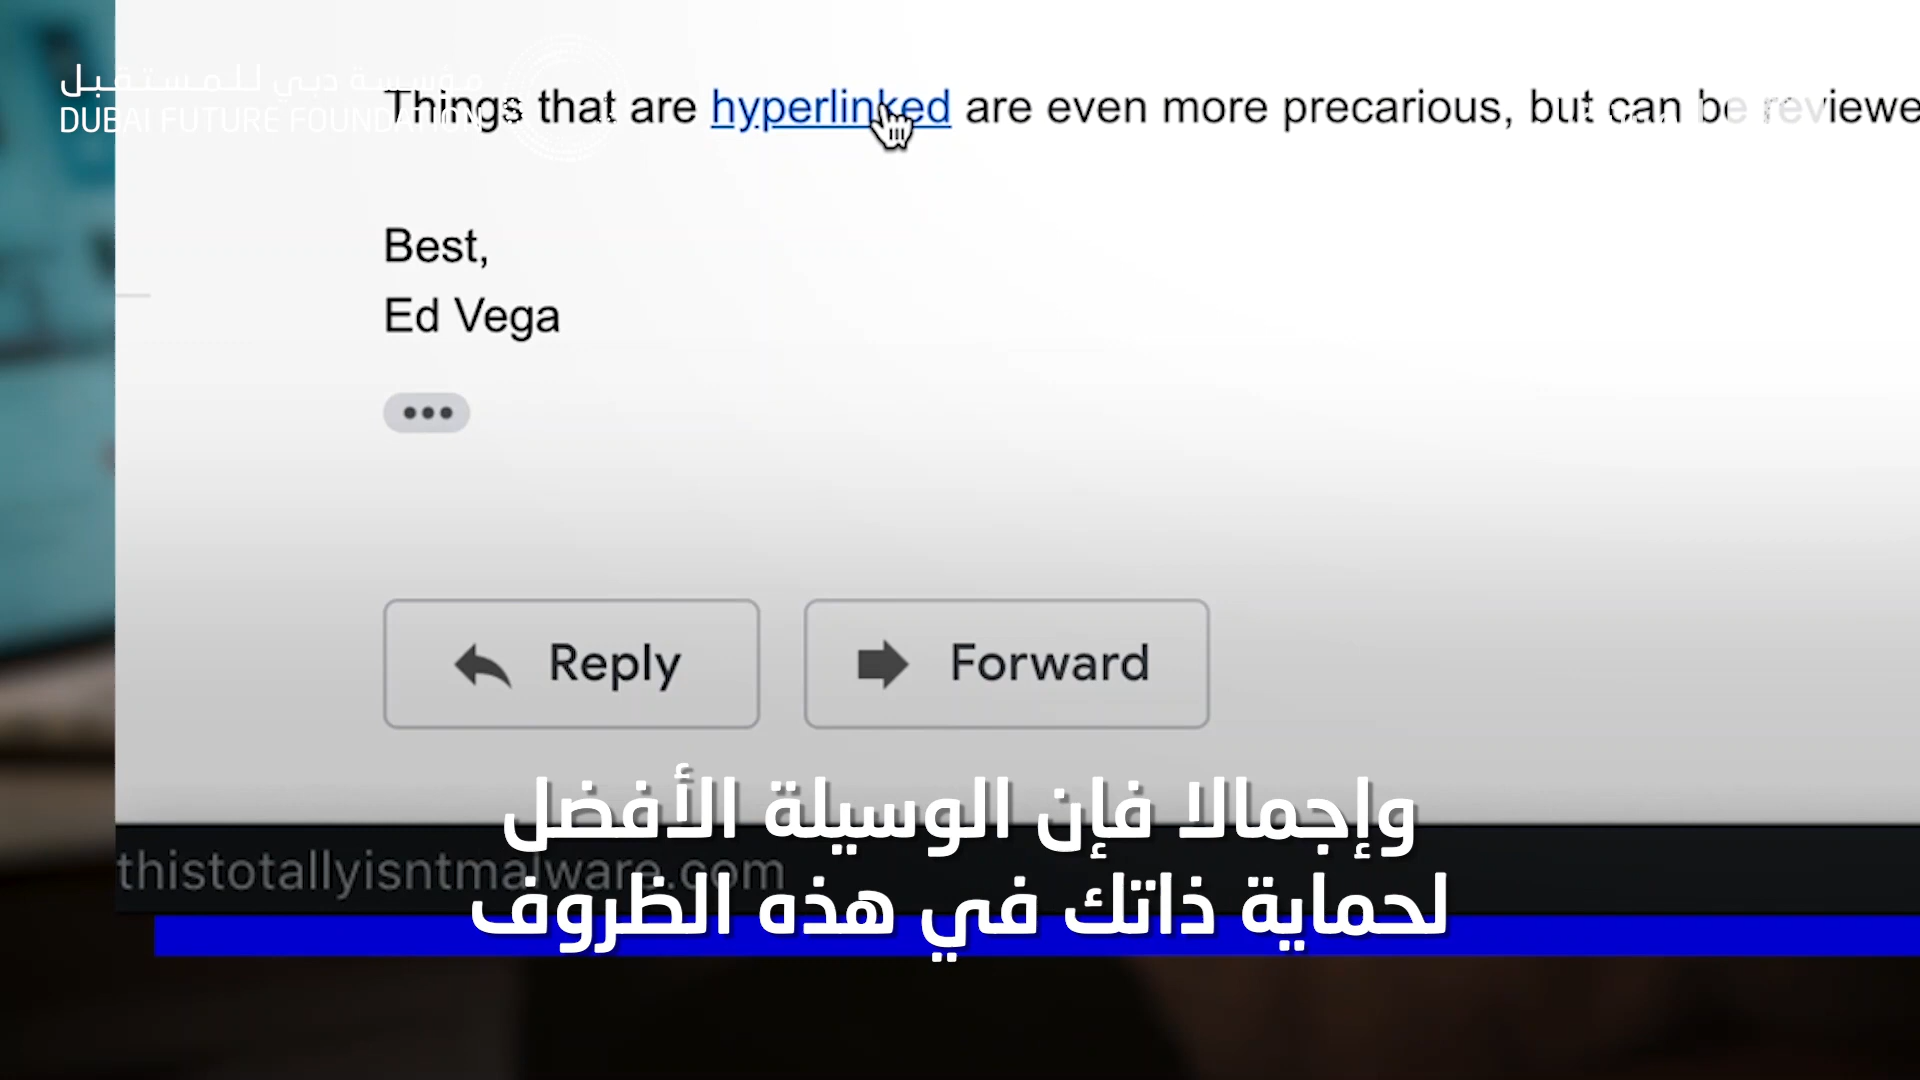 مؤسسة دبي للمستقبل
DUBAI FUTURE FOUNDATION
Things that are hyperlinked are even more precarious, but can be reviewe
Best,
Ed Vega
Reply
Forward
وإجمالا فإن الوسيلة الأفضل
thistotallyisntmalware.com
لحماية ذاتك في هذه الظروف